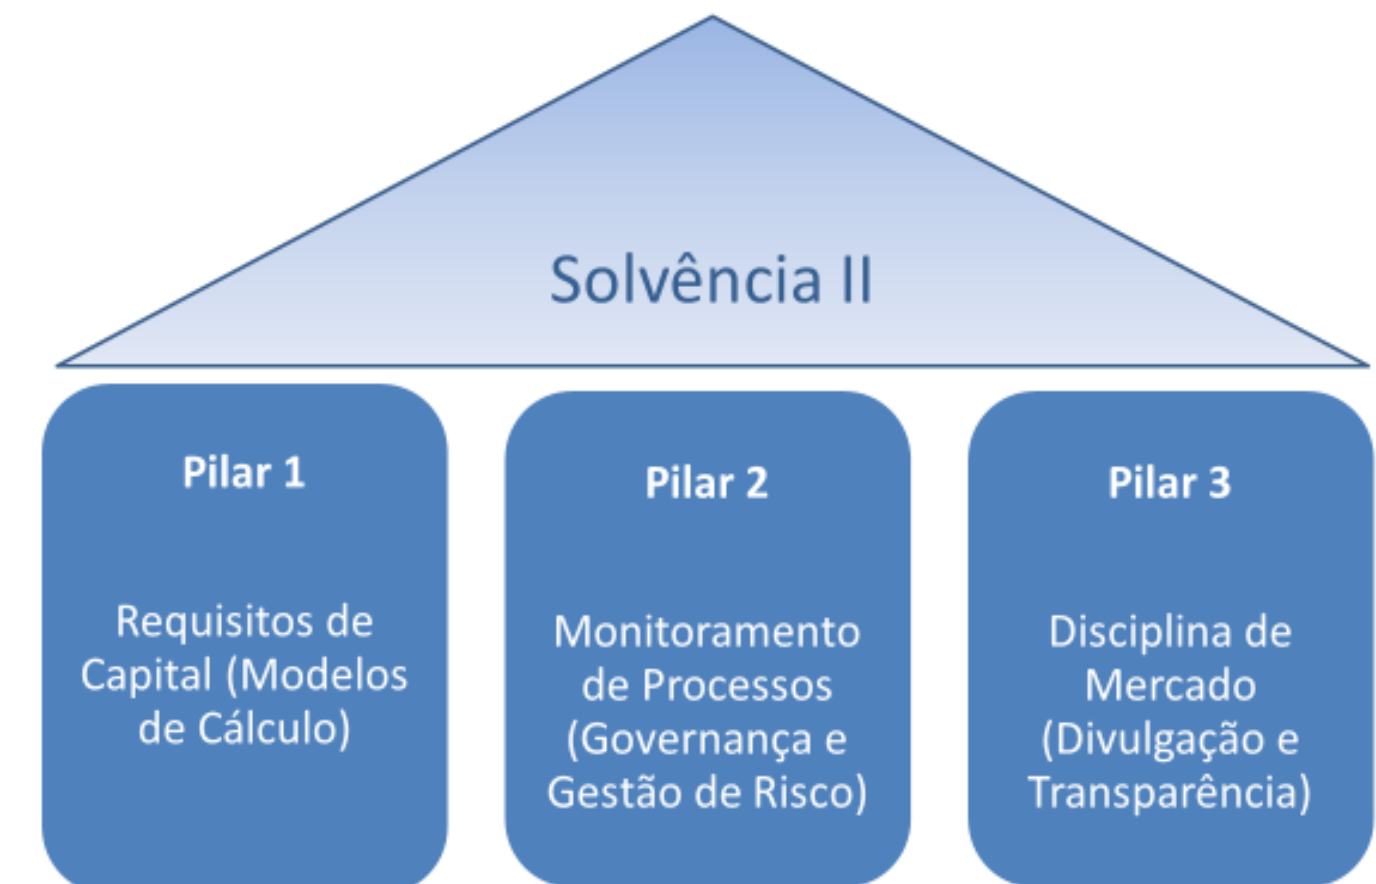 Solvência II
Pilar 1
Requisitos de
Capital (Modelos
de Cálculo)
Pilar 2
Monitoramento
de Processos
(Governança e
Gestão de Risco)
Pilar 3
Disciplina de
Mercado
(Divulgação e
Transparência)